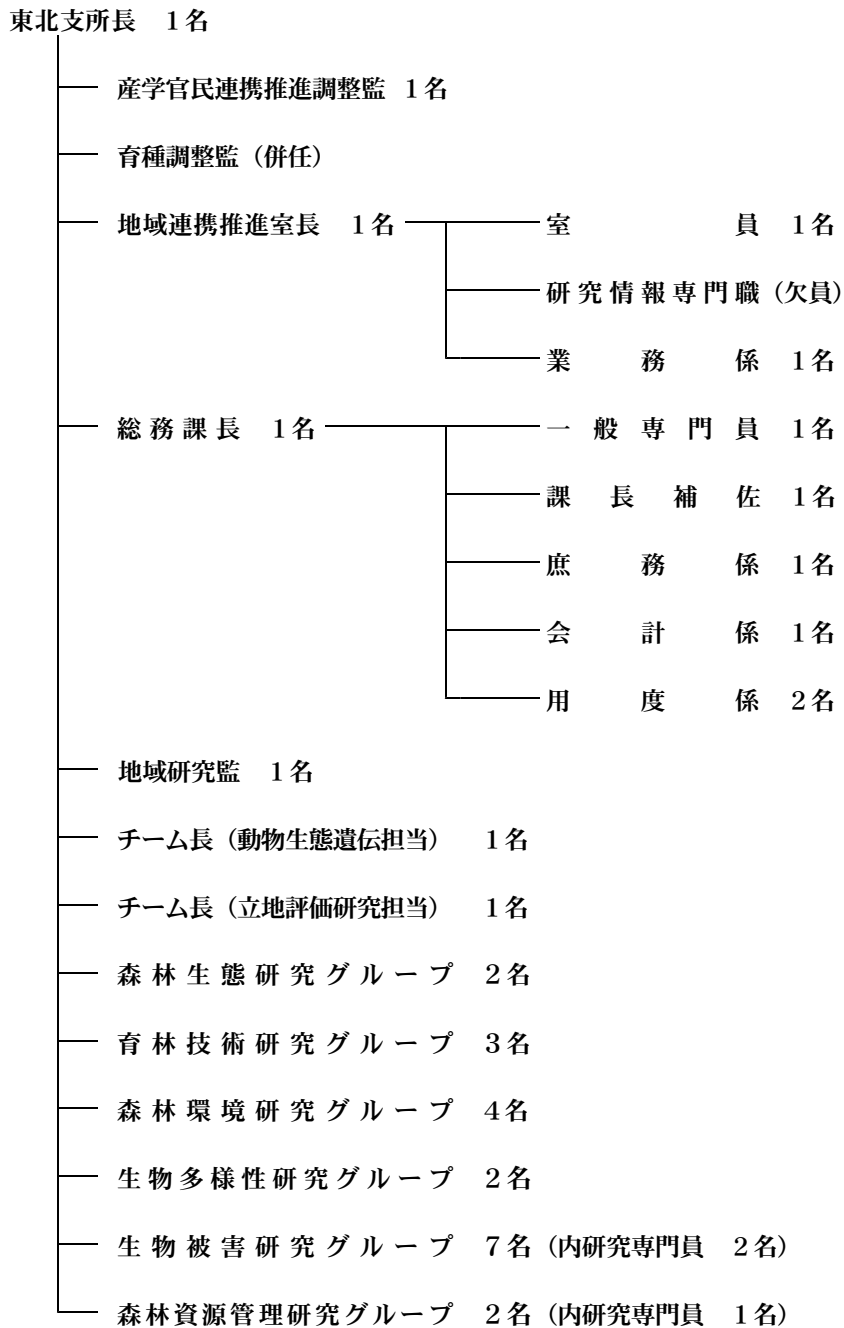 東北支所長 1名
産学官民連携推進調整監 1名
育種調整監（併任）
地域連携推進室長 1名 室員 1名
研究情報専門職（欠員）
業務係 1名
総務課長 1名 一般専門員 1名
課長補佐 1名
庶務係 1名
会計係 1名
用度係 2名
地域研究監 1名
チーム長（動物生態遺伝担当） 1名
チーム長（立地評価研究担当） 1名
森林生態研究グループ 2名
育林技術研究グループ 3名
森林環境研究グループ 4名
生物多様性研究グループ 2名
生物被害研究グループ 7名（内研究専門員 2名）
森林資源管理研究グループ 2名（内研究専門員 1名）